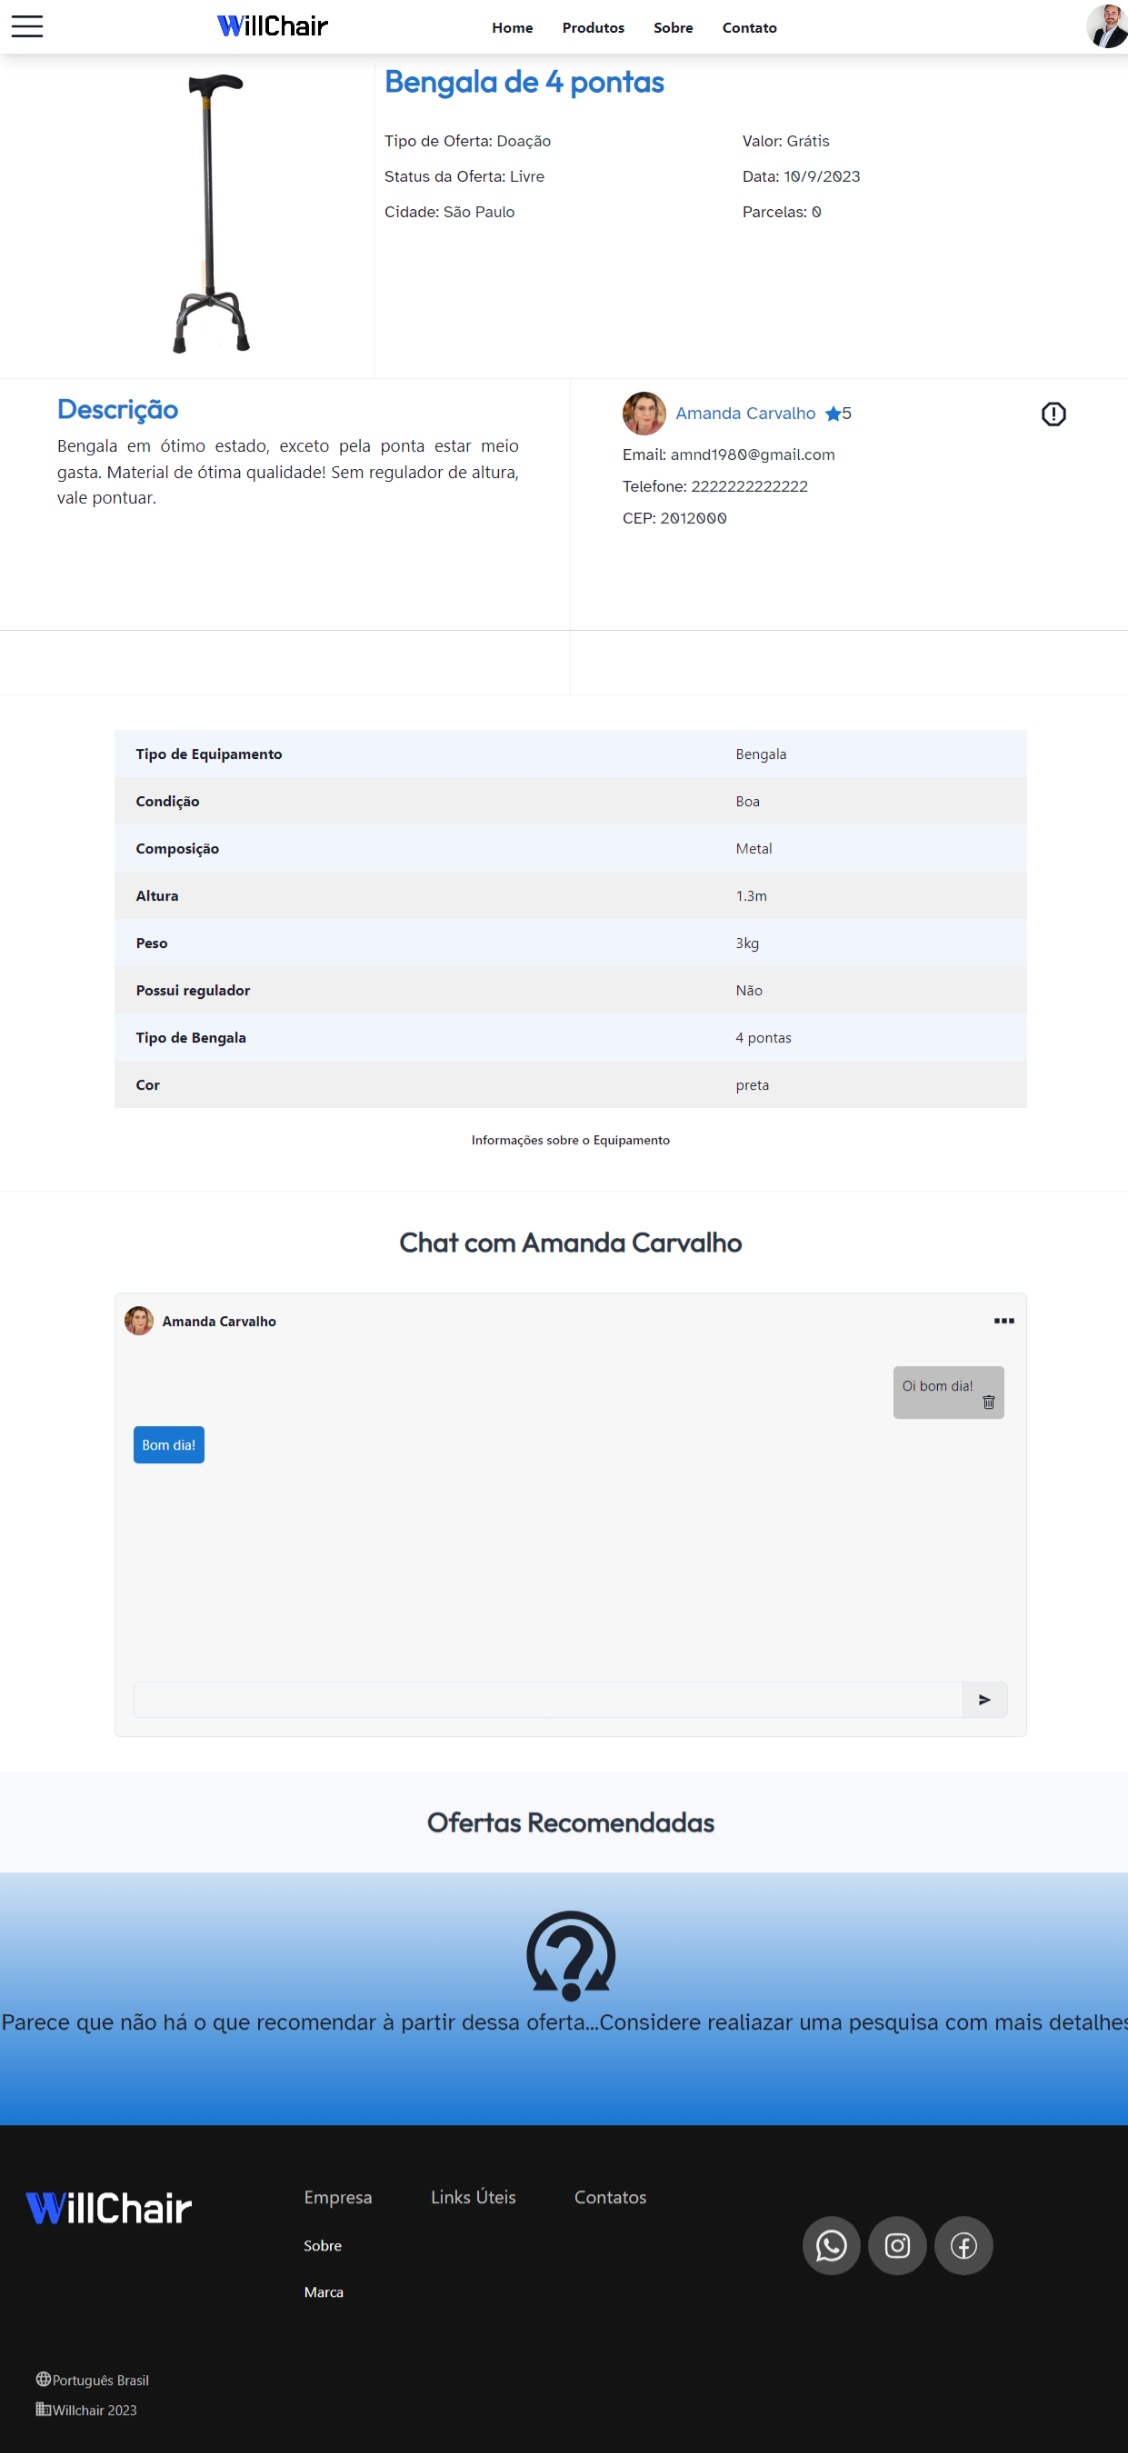 WillChair
Home Produtos Sobre Contato
Bengala de 4 pontas
Tipo de Oferta: Doação
Valor: Grátis
Status da Oferta: Livre
Data: 10/9/2023
Cidade: São Paulo
Parcelas: 0
Descrição
Bengala em ótimo estado, exceto pela ponta estar meio
gasta. Material de ótima qualidade! Sem regulador de altura,
vale pontuar.
Amanda Carvalho 5
Email: amnd1980@gmail.com
Telefone: 2222222222222
CEP: 2012000
Tipo de Equipamento Bengala
Condição Boa
Composição Metal
Altura 1.3m
Peso 3kg
Possui regulador Não
Tipo de Bengala 4 pontas
Cor preta
Informações sobre o Equipamento
Chat com Amanda Carvalho
Amanda Carvalho
Oi bom dia!
Bom dia!
Ofertas Recomendadas
Parece que não há o que recomendar à partir dessa oferta...Considere realiazar uma pesquisa com mais detalhes
WillChair
Empresa Links Úteis Contatos
Sobre
Marca
Português Brasil
Willchair 2023